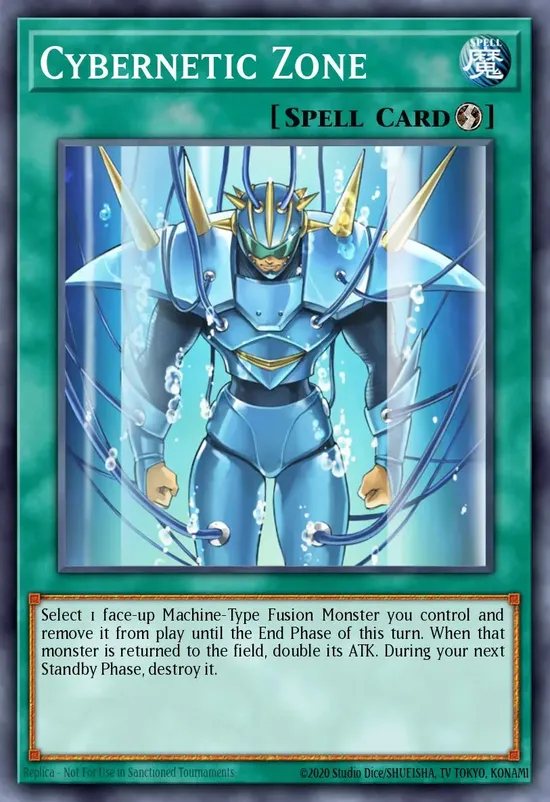 CYBERNETIC ZONE
SPELL
魔
[SPELL CARD]
Select 1 face-up Machine-Type Fusion Monster you control and
remove it from play until the End Phase of this turn. When that
monster is returned to the field, double its ATK. During your next
Standby Phase, destroy it.
Replica - Not For Use in Sanctioned Tournaments
©2020 Studio Dice/SHUEISHA, TV TOKYO, KONAMI